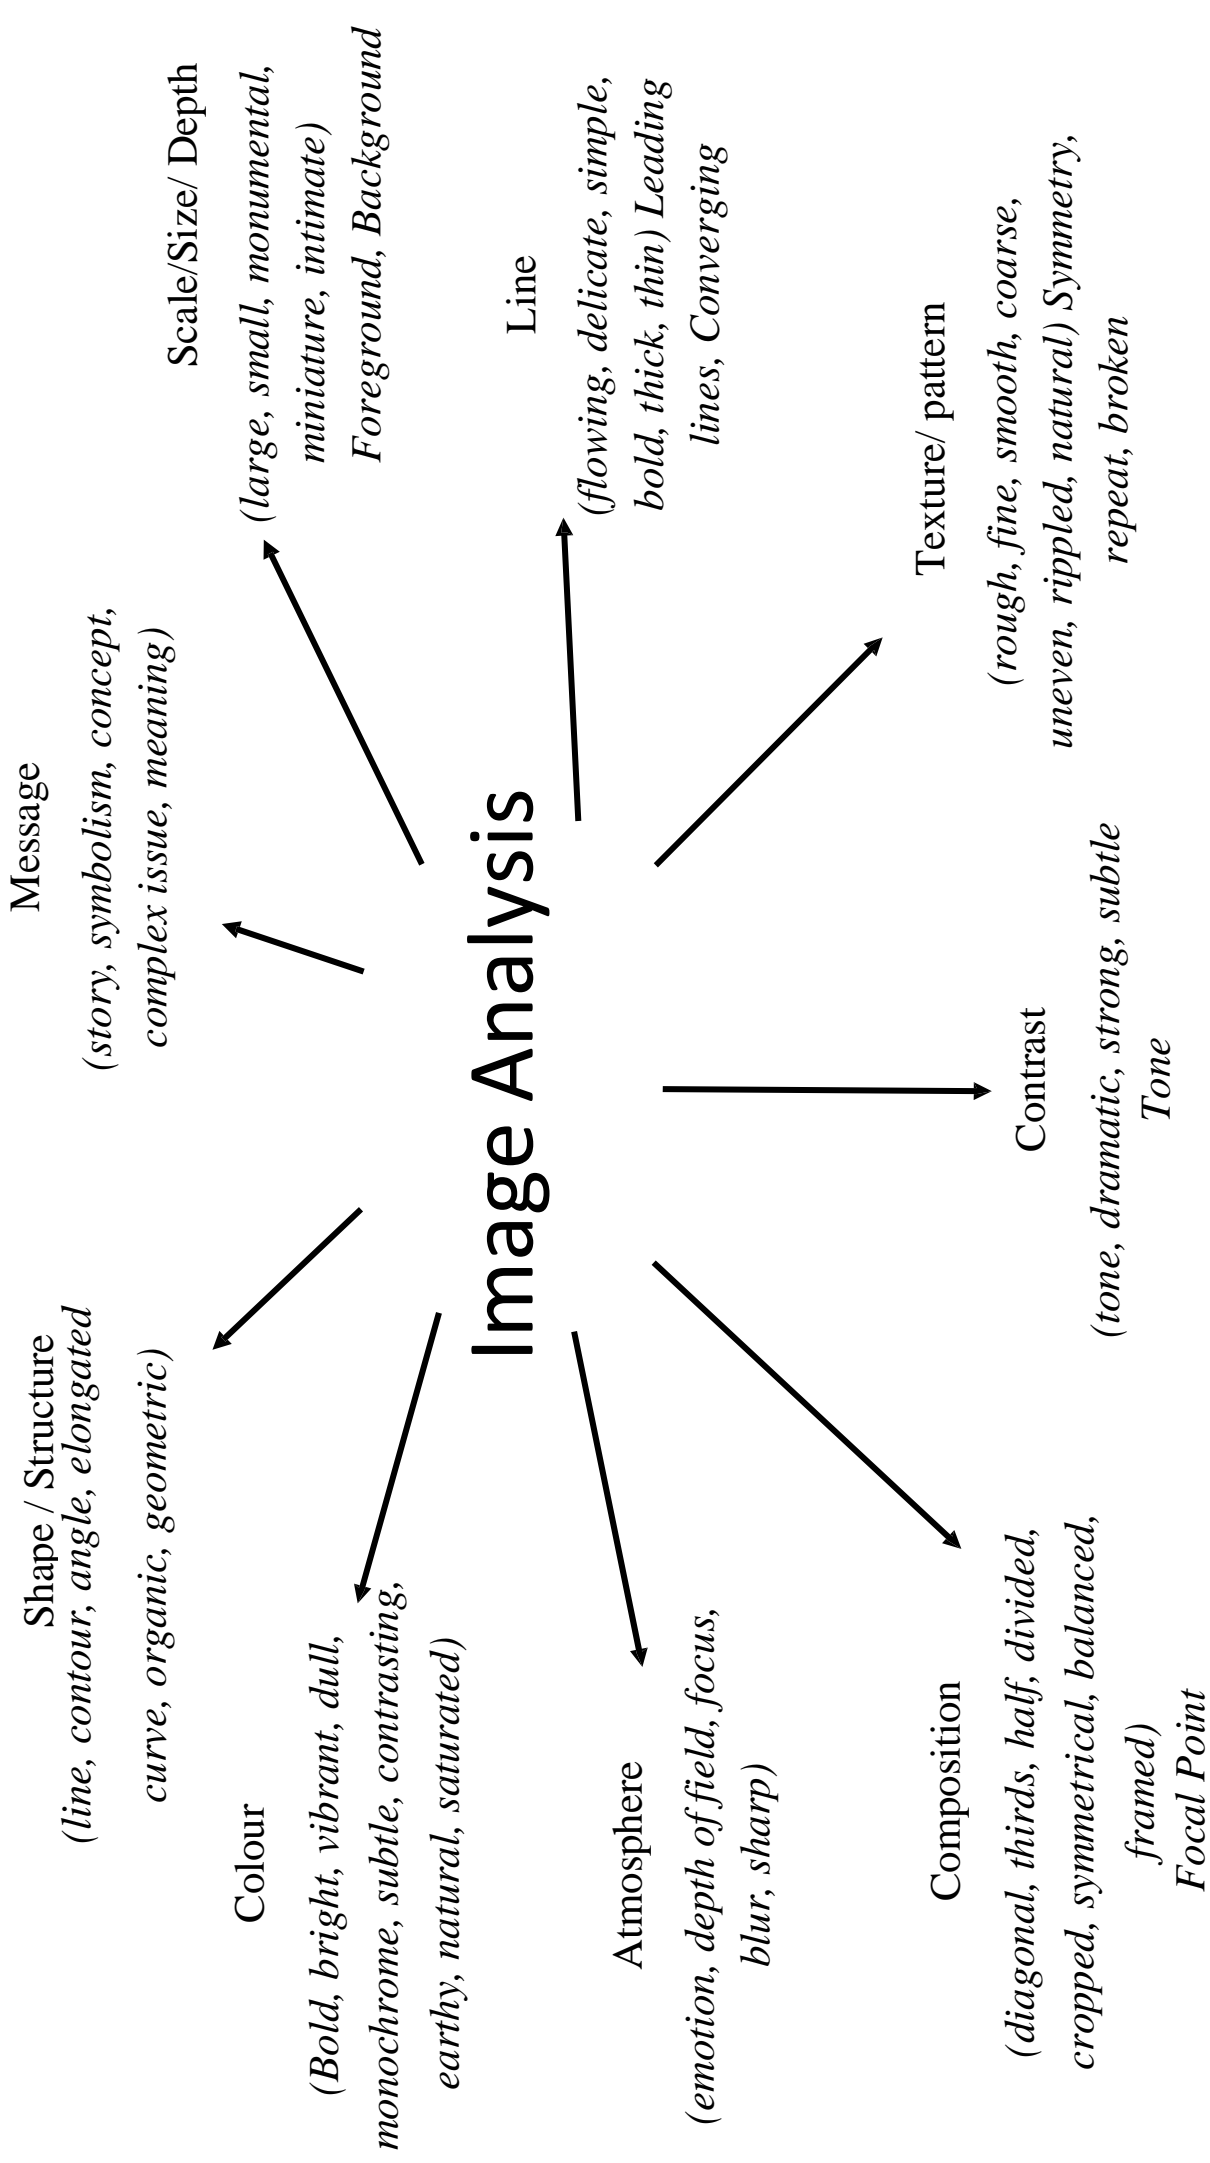 Image Analysis
Message
(story, symbolism, concept,
complex issue, meaning)
Scale/Size/ Depth
(large, small, monumental,
miniature, intimate)
Foreground, Background
Line
(flowing, delicate, simple,
bold, thick, thin) Leading
lines, Converging
Texture/ pattern
(rough, fine, smooth, coarse,
uneven, rippled, natural) Symmetry,
repeat, broken
Contrast
(tone, dramatic, strong, subtle
Tone
Composition
(diagonal, thirds, half, divided,
cropped, symmetrical, balanced,
framed)
Focal Point
Atmosphere
(emotion, depth of field, focus,
blur, sharp)
Colour
(Bold, bright, vibrant, dull,
monochrome, subtle, contrasting,
earthy, natural, saturated)
Shape / Structure
(line, contour, angle, elongated
curve, organic, geometric)